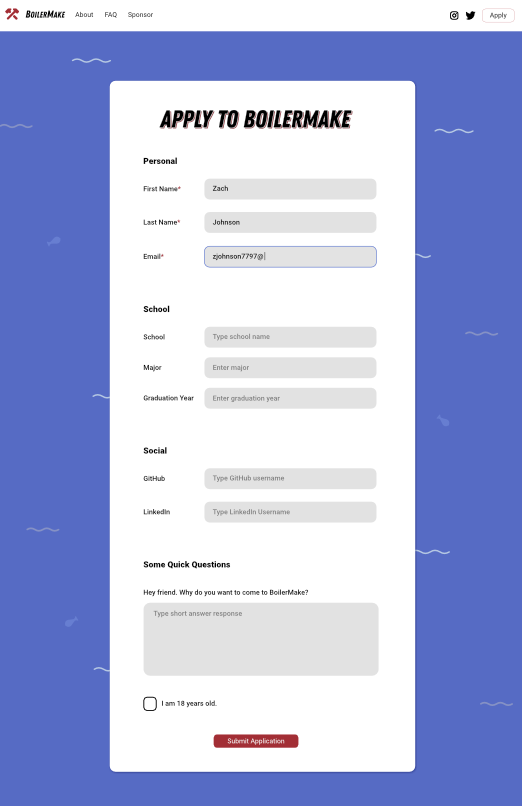 BoilerMake About FAQ Sponsor Apply
APPLY TO BOILERMAKE
Personal
First Name* Zach
Last Name* Johnson
Email* zjohnson7797@
School
School Type school name
Major Enter major
Graduation Year Enter graduation year
Social
GitHub Type GitHub username
LinkedIn Type LinkedIn Username
Some Quick Questions
Hey friend. Why do you want to come to BoilerMake?
Type short answer response
I am 18 years old.
Submit Application